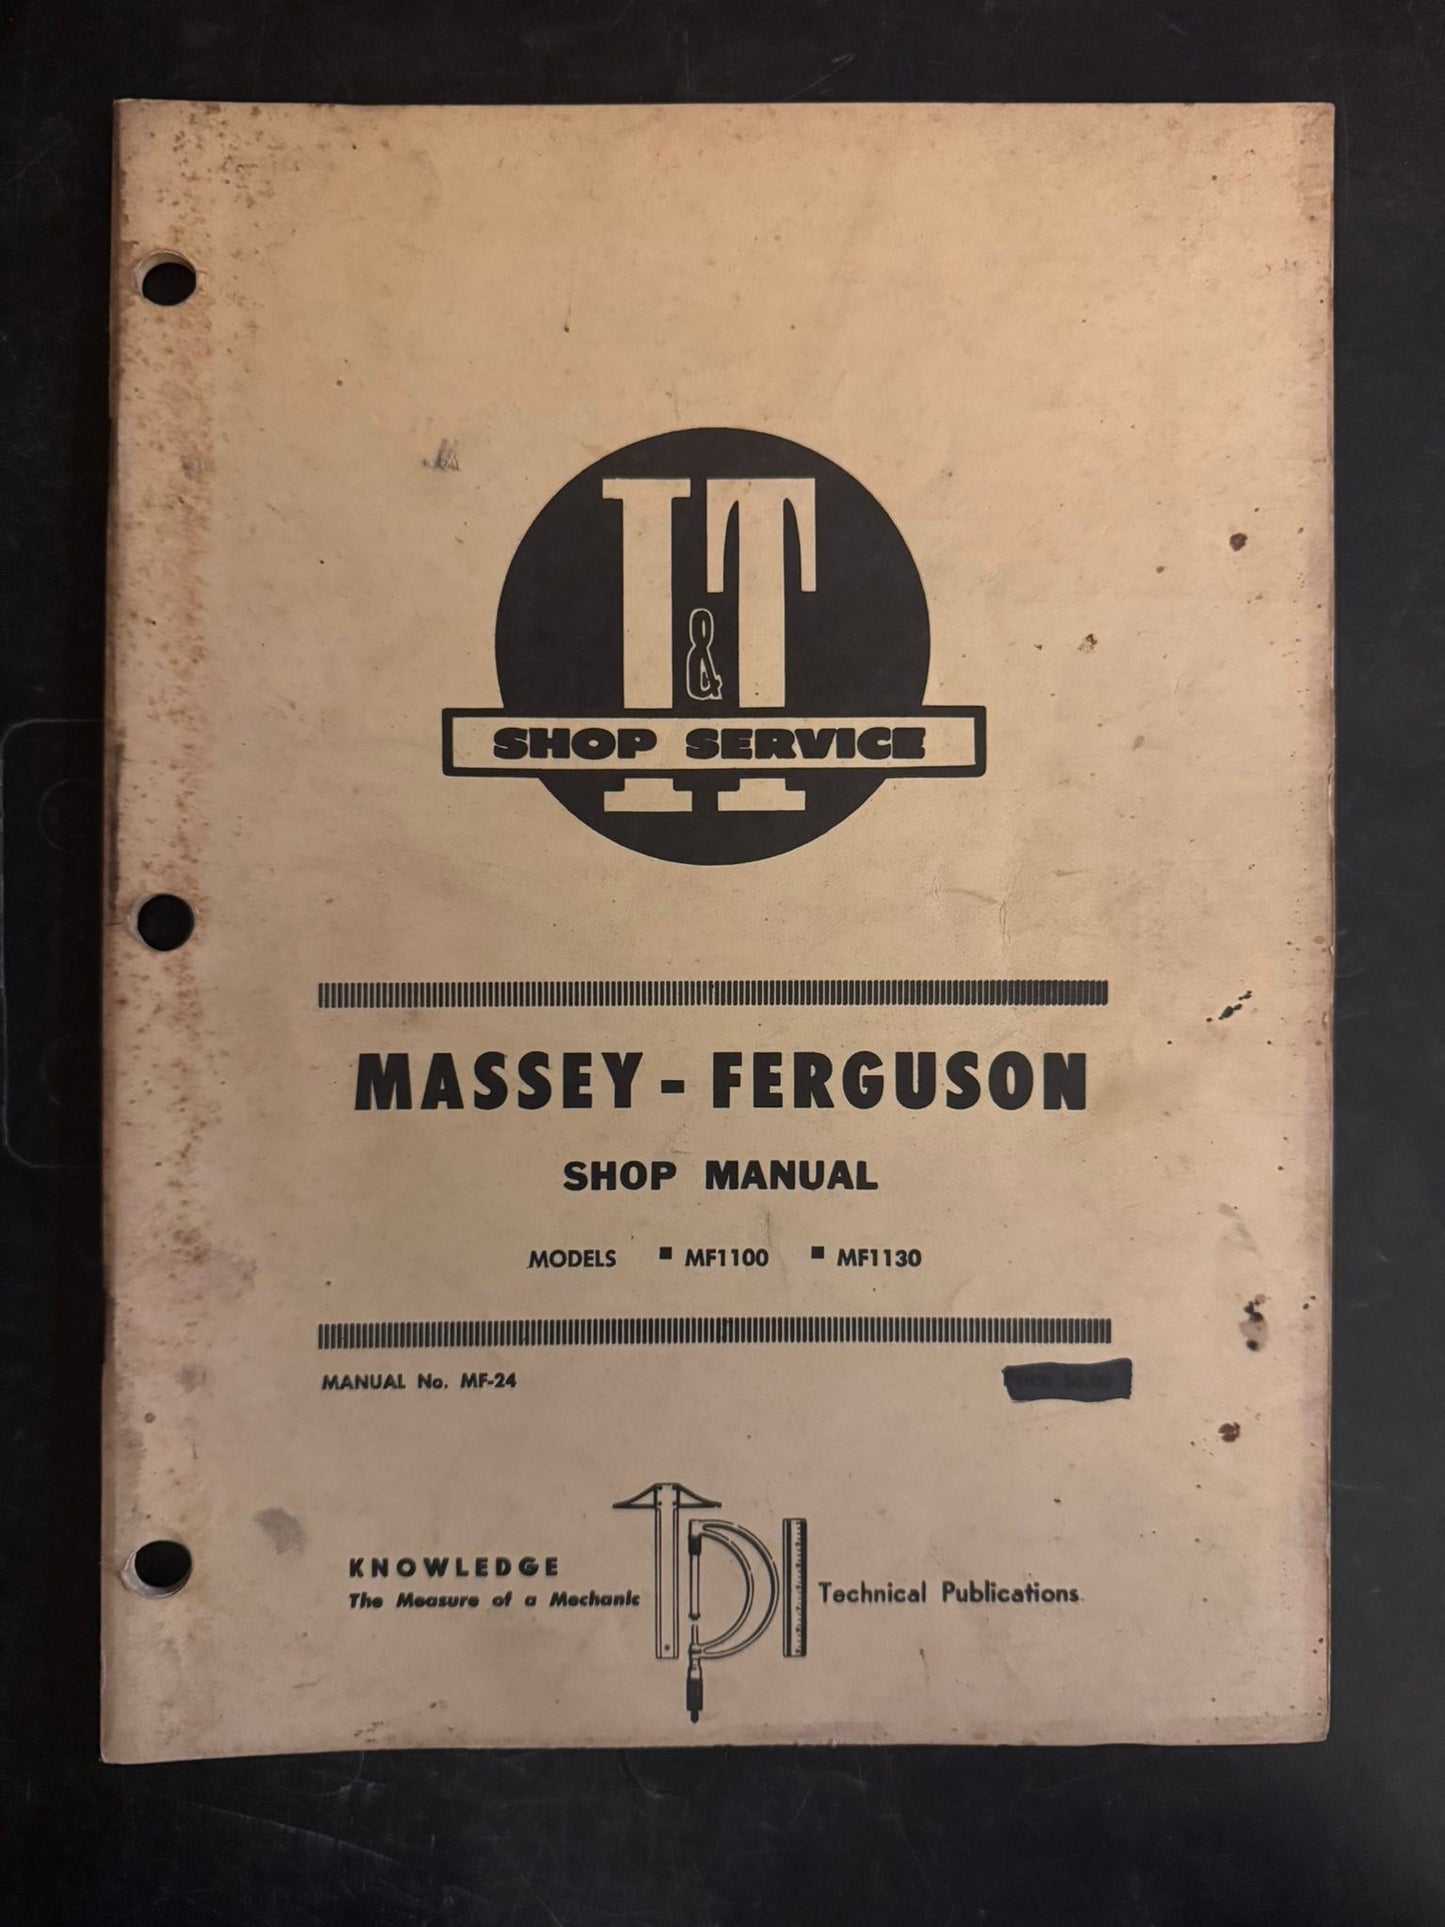 I&T
SHOP SERVICE
MASSEY - FERGUSON
SHOP MANUAL
MODELS ■ MF1100 ■ MF1130
MANUAL No. MF-24
KNOWLEDGE
The Measure of a Mechanic
Technical Publications